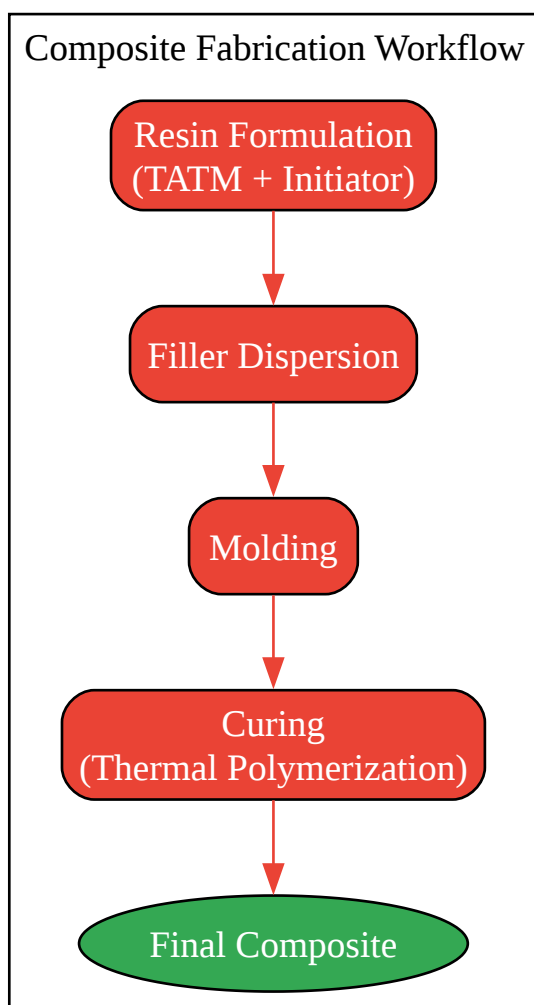 Composite Fabrication Workflow
Resin Formulation
(TATM + Initiator)
Filler Dispersion
Molding
Curing
(Thermal Polymerization)
Final Composite